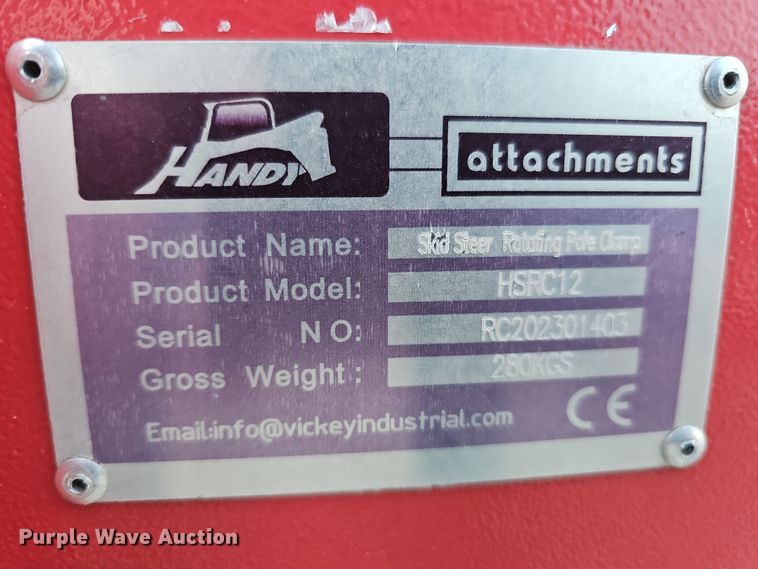 HANDY
attachments
Product Name: Skid Steer Rotating Pole Clamp
Product Model: HSRC12
Serial NO: RC202301403
Gross Weight: 280KGS
Email:info@vickeyindustrial.com CE
Purple Wave Auction